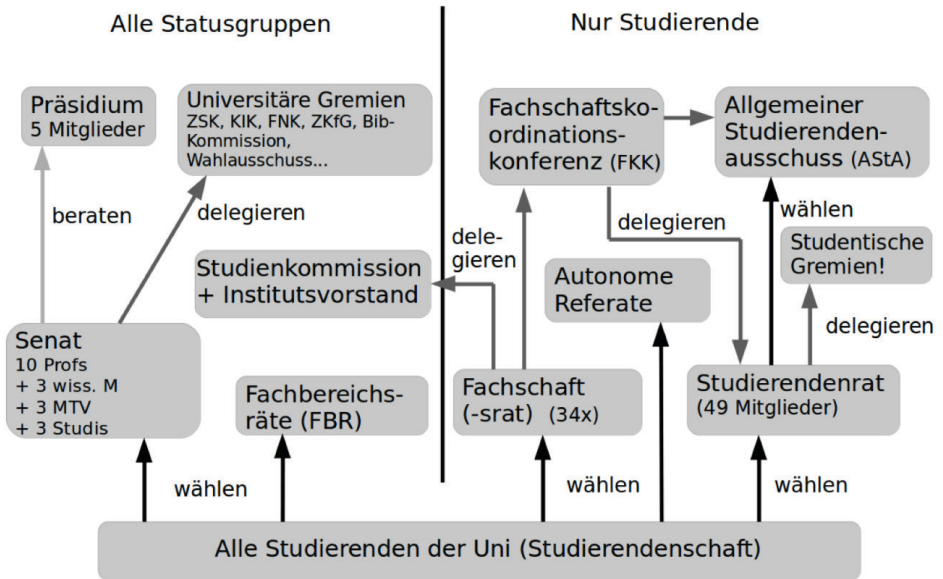 Alle Statusgruppen
Nur Studierende
Präsidium
5 Mitglieder
Universitäre Gremien
ZSK, KIK, FNK, ZKfG, Bib-
Kommission,
Wahlausschuss...
Fachschaftsko-
ordinations-
konferenz (FKK)
Allgemeiner
Studierenden-
ausschuss (AStA)
beraten
delegieren
dele-
gieren
delegieren
wählen
Studentische
Gremien!
Studienkommission
+ Institutsvorstand
Autonome
Referate
delegieren
Senat
10 Profs
+ 3 wiss. M
+ 3 MTV
+ 3 Studis
Fachbereichs-
räte (FBR)
Fachschaft
(-srat) (34x)
Studierendenrat
(49 Mitglieder)
wählen
wählen
wählen
Alle Studierenden der Uni (Studierendenschaft)